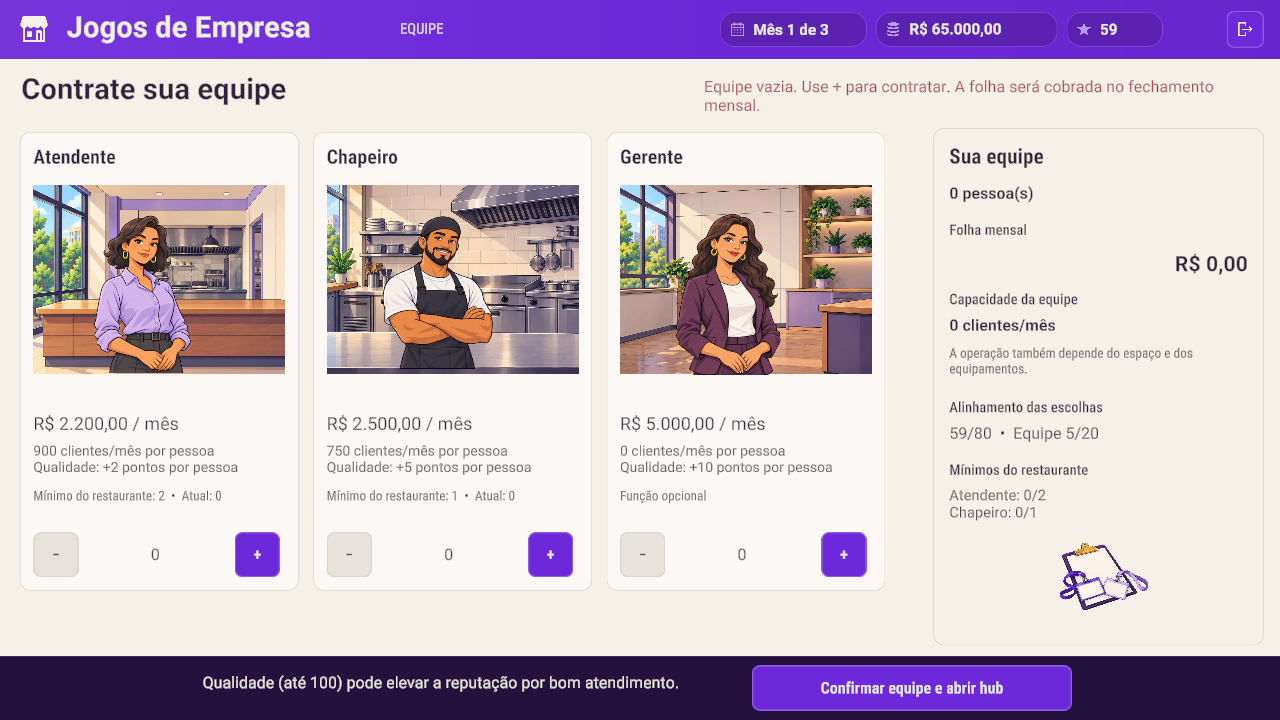 Jogos de Empresa
EQUIPE
Mês 1 de 3
R$ 65.000,00
59
Contrate sua equipe
Equipe vazia. Use + para contratar. A folha será cobrada no fechamento
mensal.
Atendente
R$ 2.200,00 / mês
900 clientes/mês por pessoa
Qualidade: +2 pontos por pessoa
Mínimo do restaurante: 2 • Atual: 0
-
0
+
Chapeiro
R$ 2.500,00 / mês
750 clientes/mês por pessoa
Qualidade: +5 pontos por pessoa
Mínimo do restaurante: 1 • Atual: 0
-
0
+
Gerente
R$ 5.000,00 / mês
0 clientes/mês por pessoa
Qualidade: +10 pontos por pessoa
Função opcional
-
0
+
Sua equipe
0 pessoa(s)
Folha mensal
R$ 0,00
Capacidade da equipe
0 clientes/mês
A operação também depende do espaço e dos
equipamentos.
Alinhamento das escolhas
59/80 • Equipe 5/20
Mínimos do restaurante
Atendente: 0/2
Chapeiro: 0/1
Qualidade (até 100) pode elevar a reputação por bom atendimento.
Confirmar equipe e abrir hub